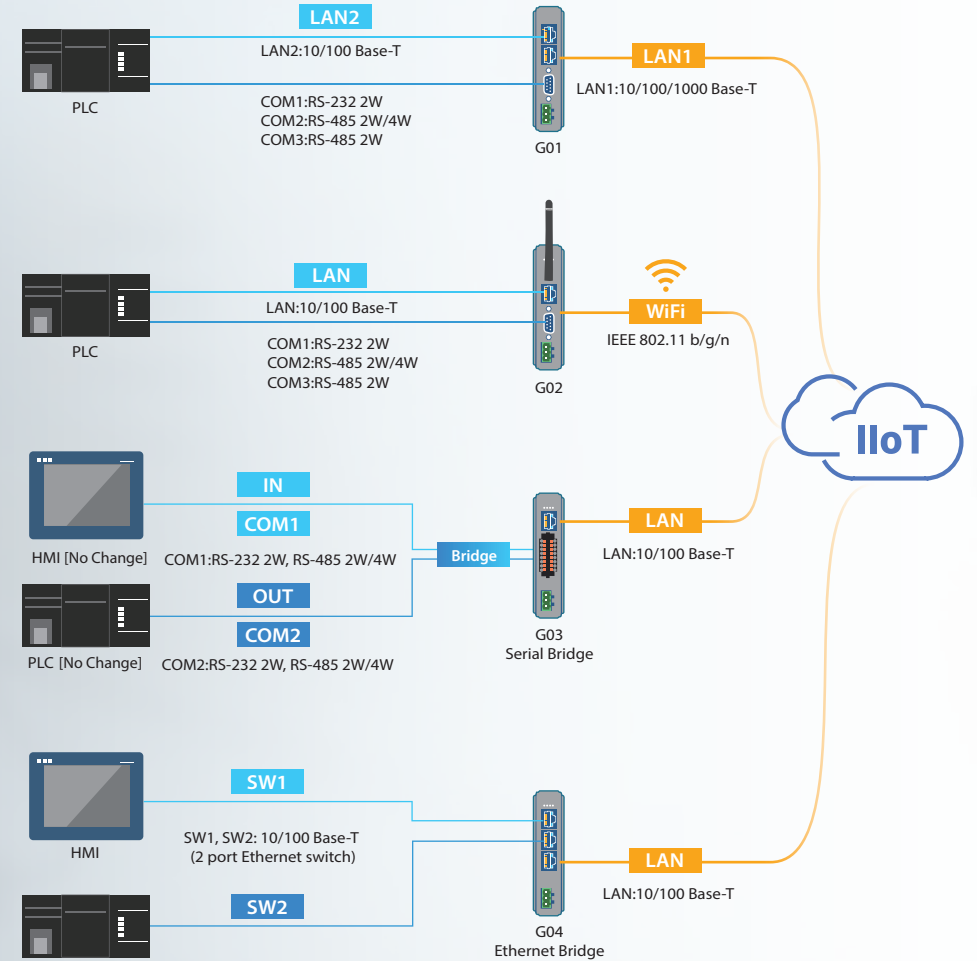 LAN2
LAN2:10/100 Base-T
PLC
COM1:RS-232 2W
COM2:RS-485 2W/4W
COM3:RS-485 2W
G01
LAN1
LAN1:10/100/1000 Base-T
LAN
LAN:10/100 Base-T
PLC
COM1:RS-232 2W
COM2:RS-485 2W/4W
COM3:RS-485 2W
G02
WiFi
IEEE 802.11 b/g/n
IIoT
IN
COM1
HMI [No Change]
COM1:RS-232 2W, RS-485 2W/4W
Bridge
OUT
COM2
PLC [No Change]
COM2:RS-232 2W, RS-485 2W/4W
G03
Serial Bridge
LAN
LAN:10/100 Base-T
SW1
HMI
SW1, SW2: 10/100 Base-T
(2 port Ethernet switch)
SW2
G04
Ethernet Bridge
LAN
LAN:10/100 Base-T